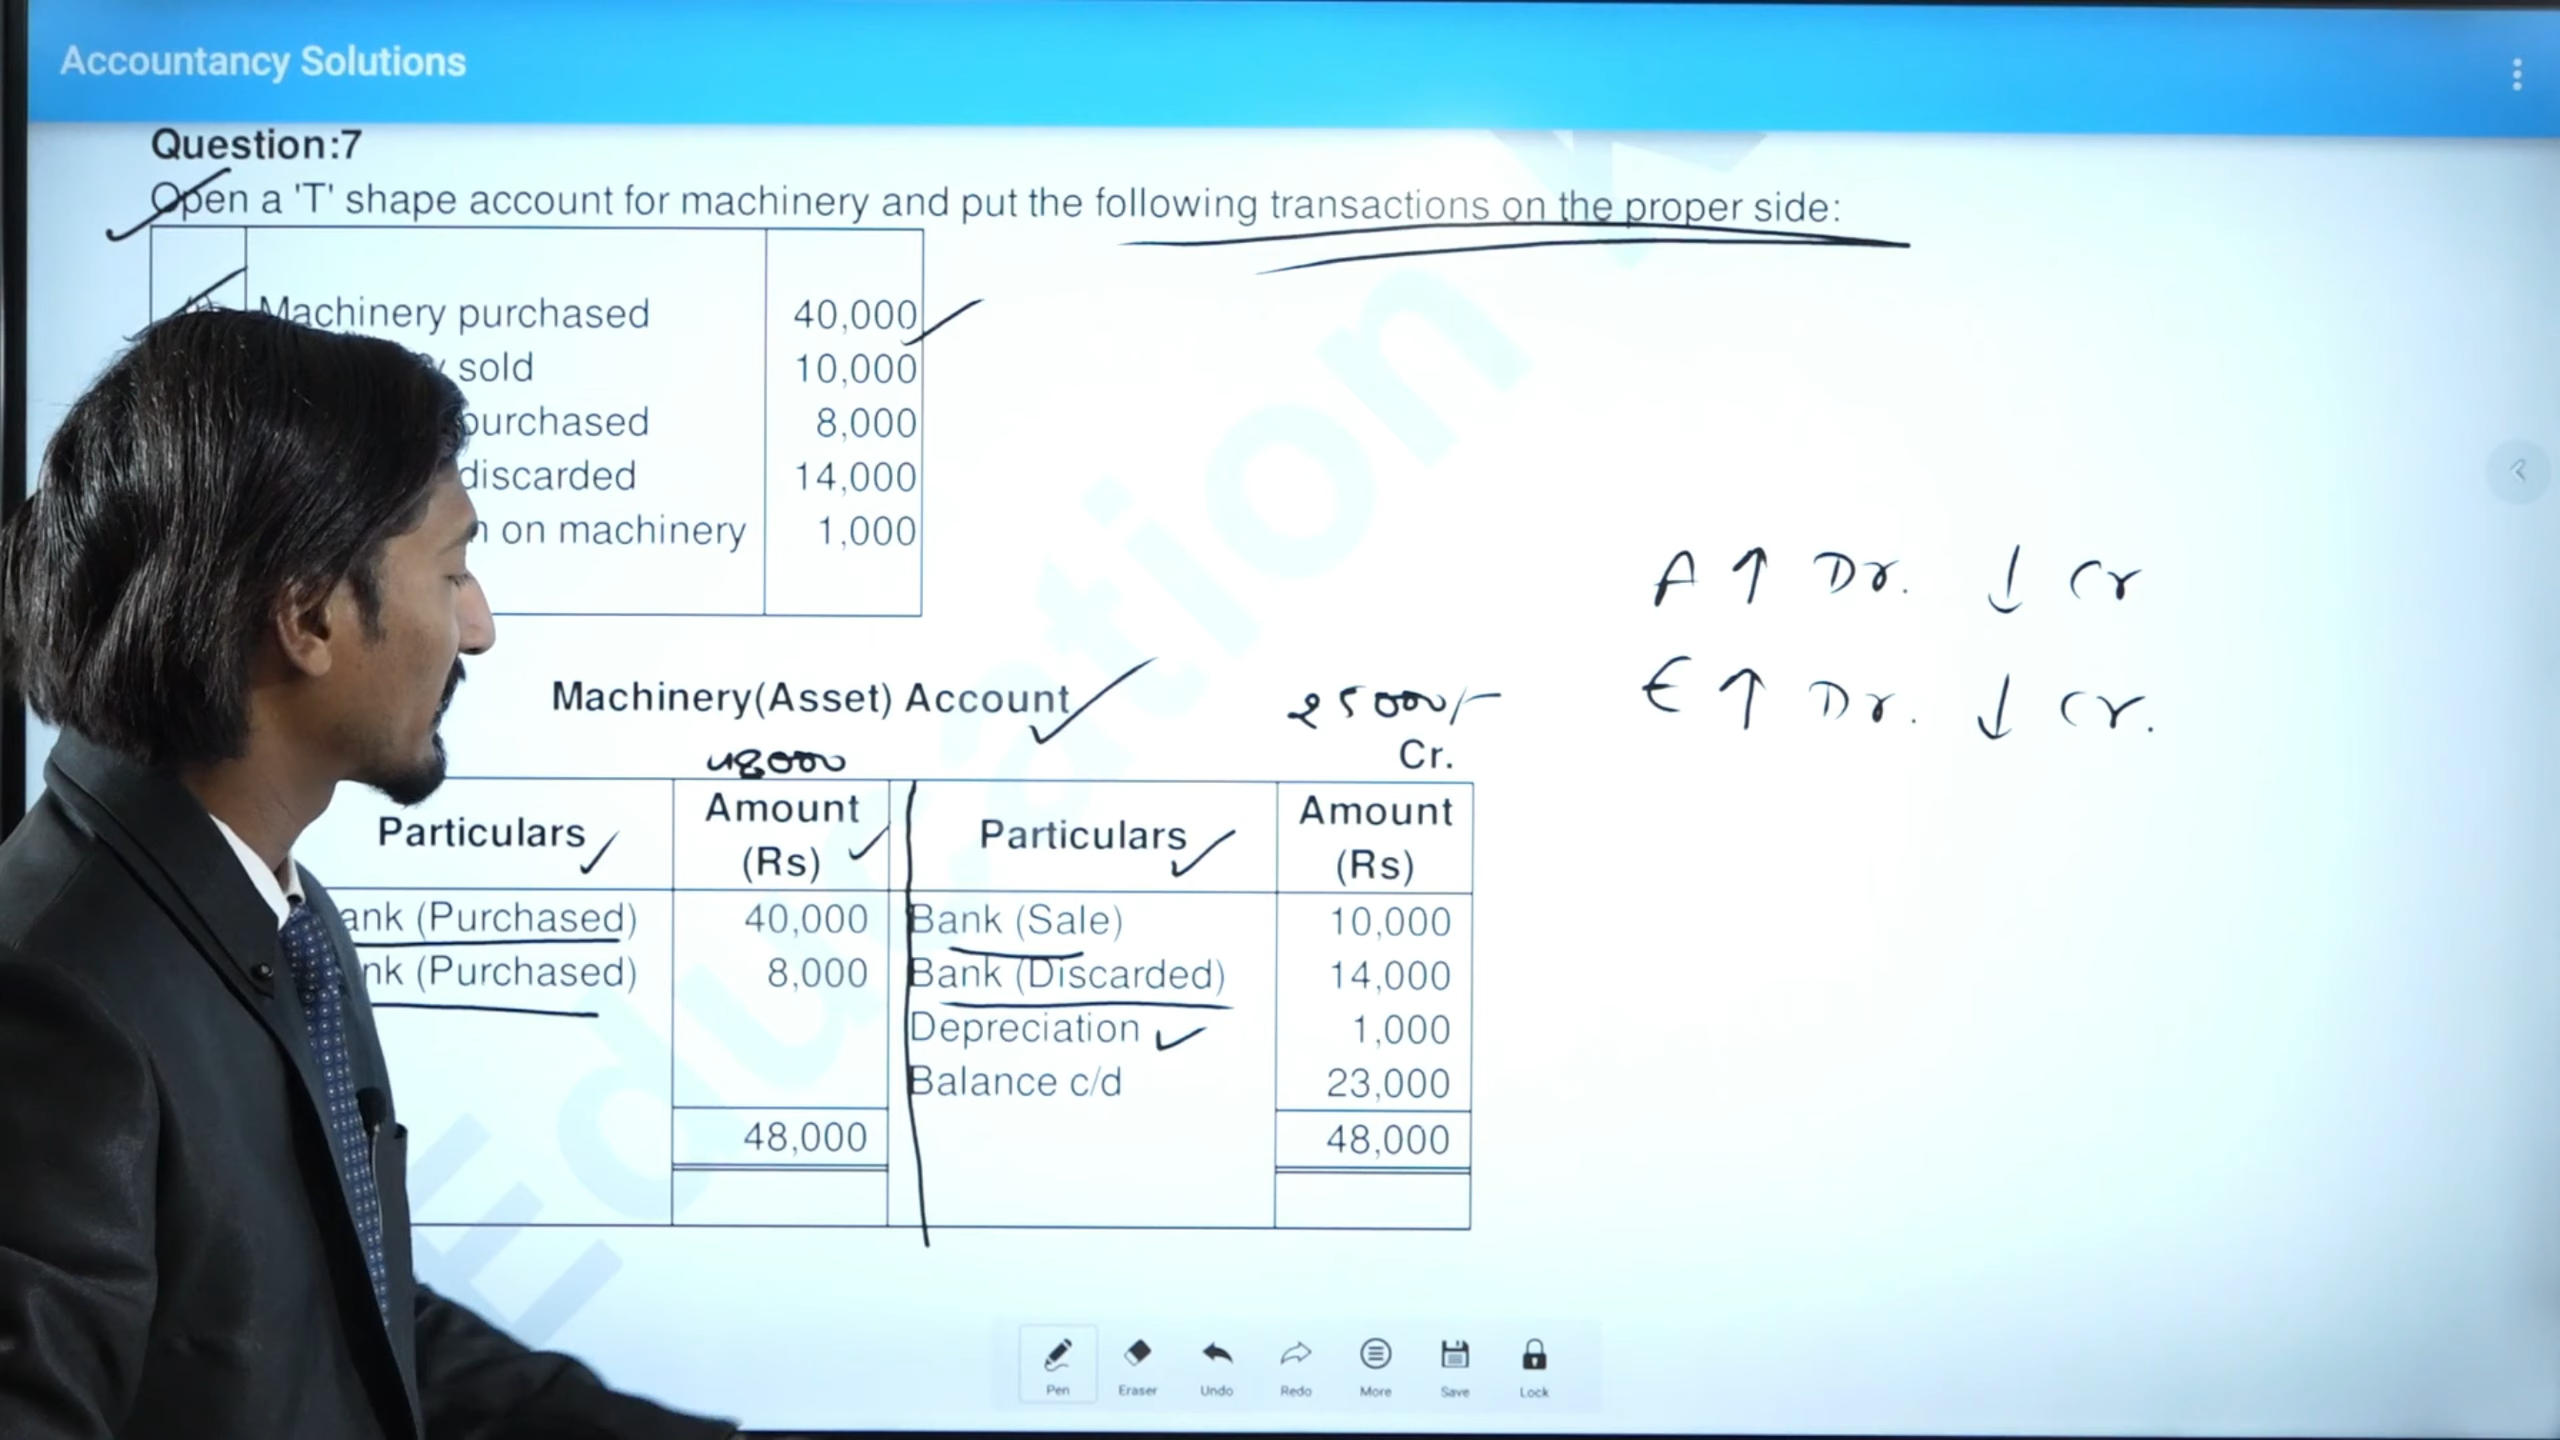 Accountancy Solutions
Question:7
Open a 'T' shape account for machinery and put the following transactions on the proper side:
Machinery purchased 40,000
sold 10,000
purchased 8,000
discarded 14,000
on machinery 1,000
A ↑ Dr. ↓ Cr
E ↑ Dr. ↓ Cr.
Machinery(Asset) Account 25000/-
48000 Cr.
Particulars Amount (Rs) Particulars Amount (Rs)
(Purchased) 40,000 Bank (Sale) 10,000
(Purchased) 8,000 Bank (Discarded) 14,000
Depreciation 1,000
Balance c/d 23,000
48,000 48,000
Pen Eraser Undo Redo More Save Lock